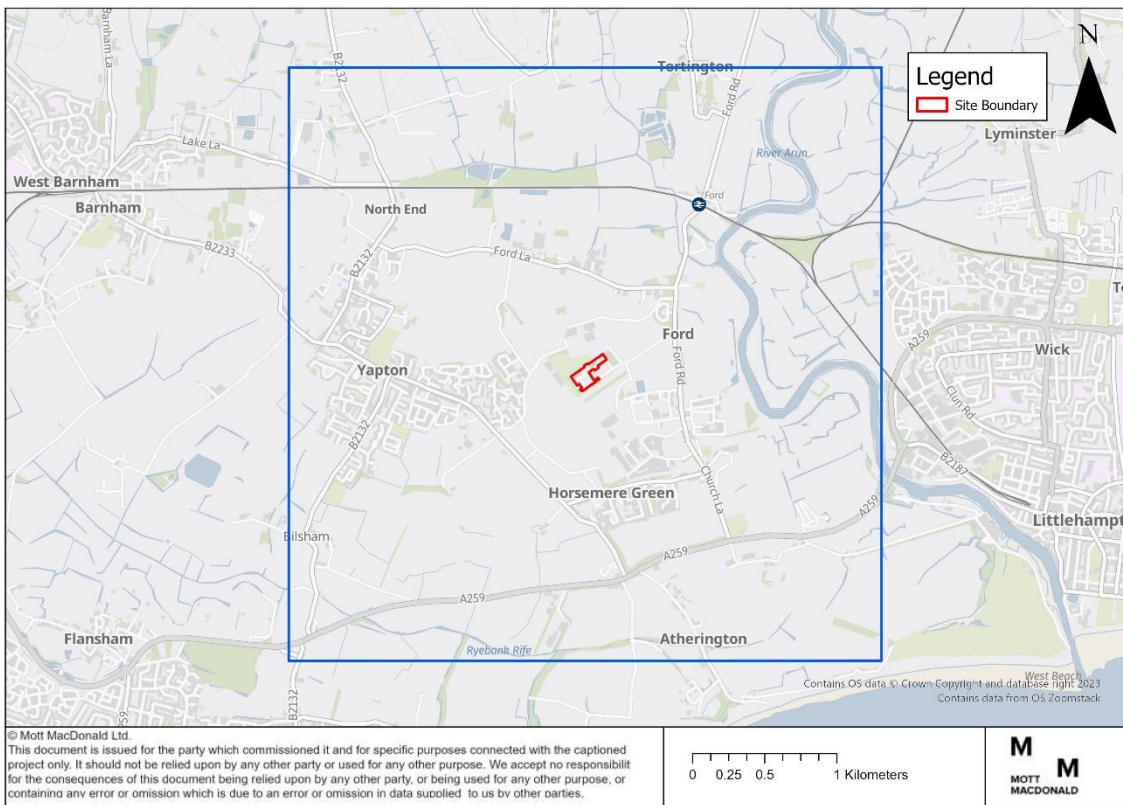 Barnham La
B2132
Tortington
Ford Rd
N
Legend
Site Boundary
Lyminster
River Arun
Lake La
West Barnham
Barnham
Ford
North End
B2233
B2132
Ford La
Ford
Ford Rd
A259
Wick
Yapton
Clun Rd
B2132
B2187
Horsemere Green
Church La
A259
Littlehampt
Bilsham
A259
A259
Flansham
Atherington
Ryebank Rife
West Beach
Contains OS data © Crown Copyright and database right 2023
Contains data from OS Zoomstack
B2132
A259
© Mott MacDonald Ltd.
This document is issued for the party which commissioned it and for specific purposes connected with the captioned
project only. It should not be relied upon by any other party or used for any other purpose. We accept no responsibilit
for the consequences of this document being relied upon by any other party, or being used for any other purpose, or
containing any error or omission which is due to an error or omission in data supplied to us by other parties.
0 0.25 0.5 1 Kilometers
M
M
MOTT
MACDONALD